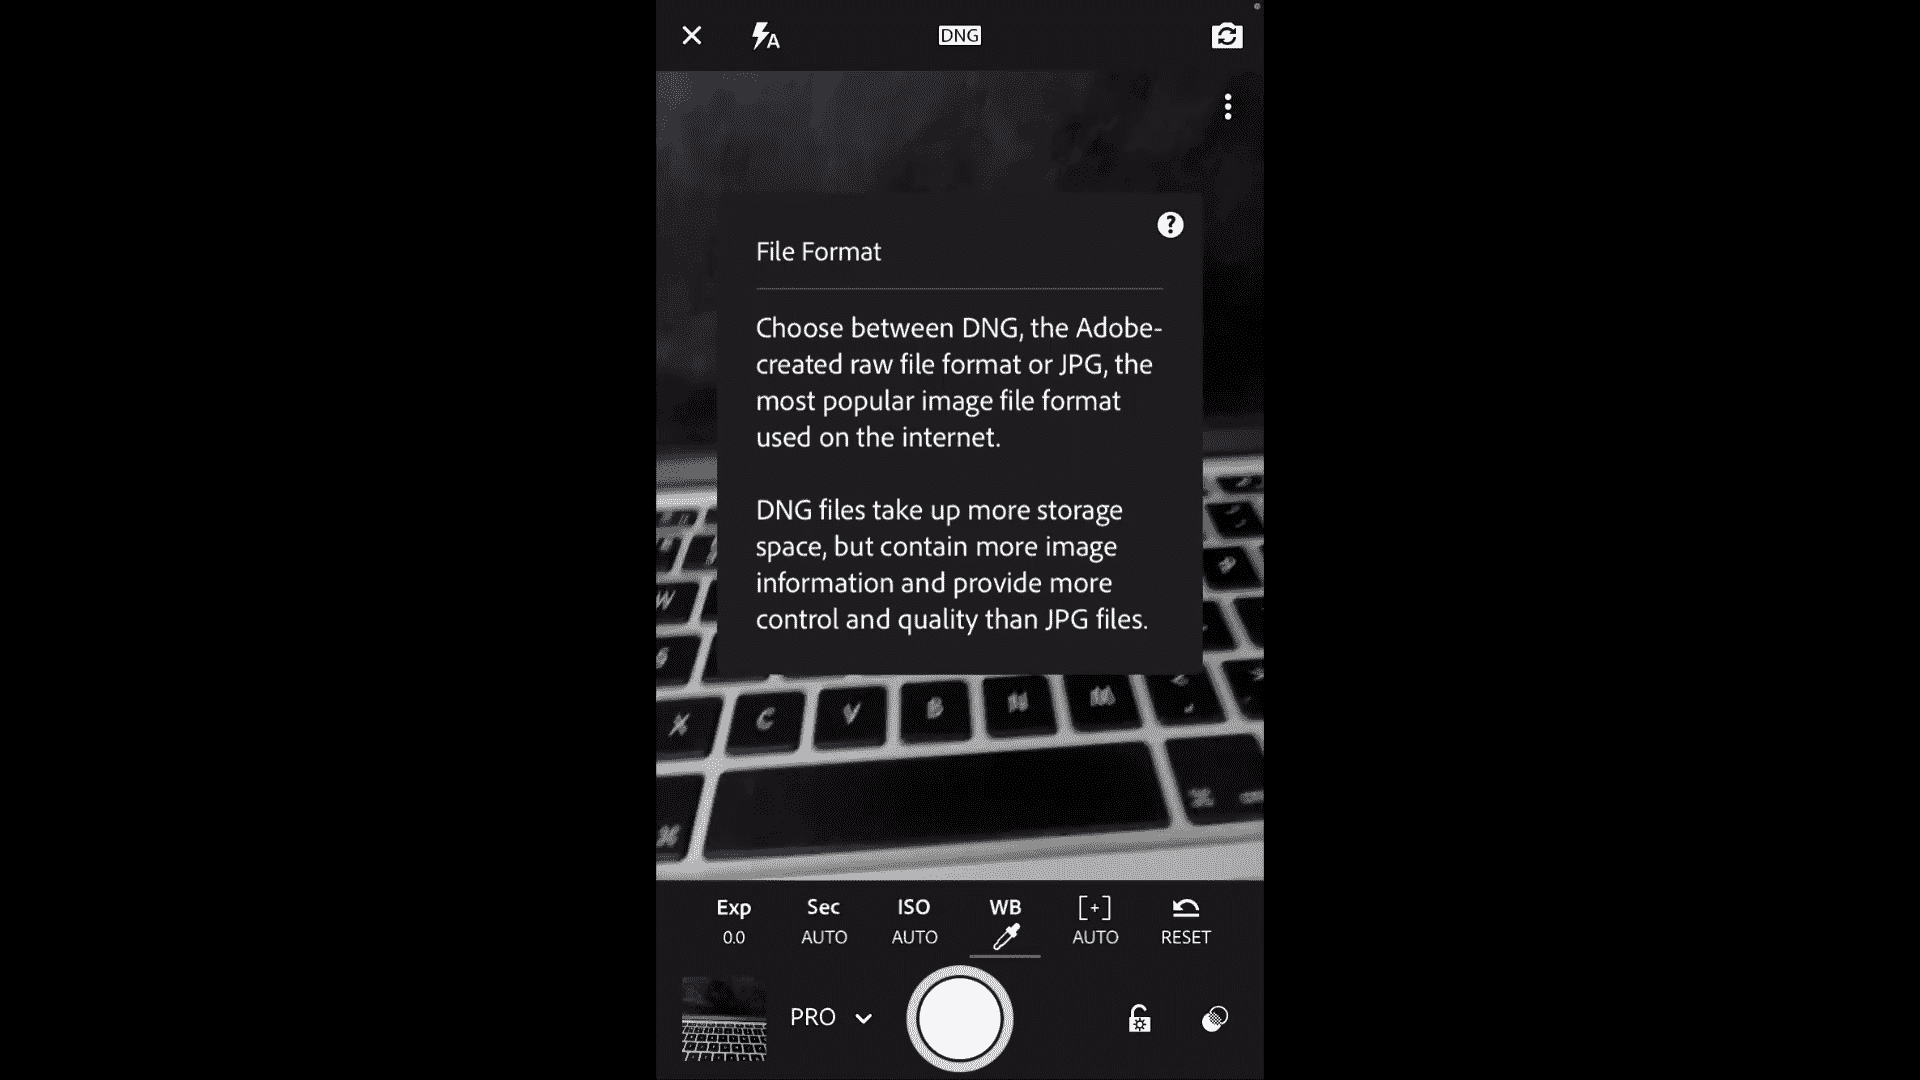 DNG
File Format
Choose between DNG, the Adobe-
created raw file format or JPG, the
most popular image file format
used on the internet.
DNG files take up more storage
space, but contain more image
information and provide more
control and quality than JPG files.
W
X C V B N M
Exp Sec ISO WB [+] 
0.0 AUTO AUTO AUTO RESET
PRO